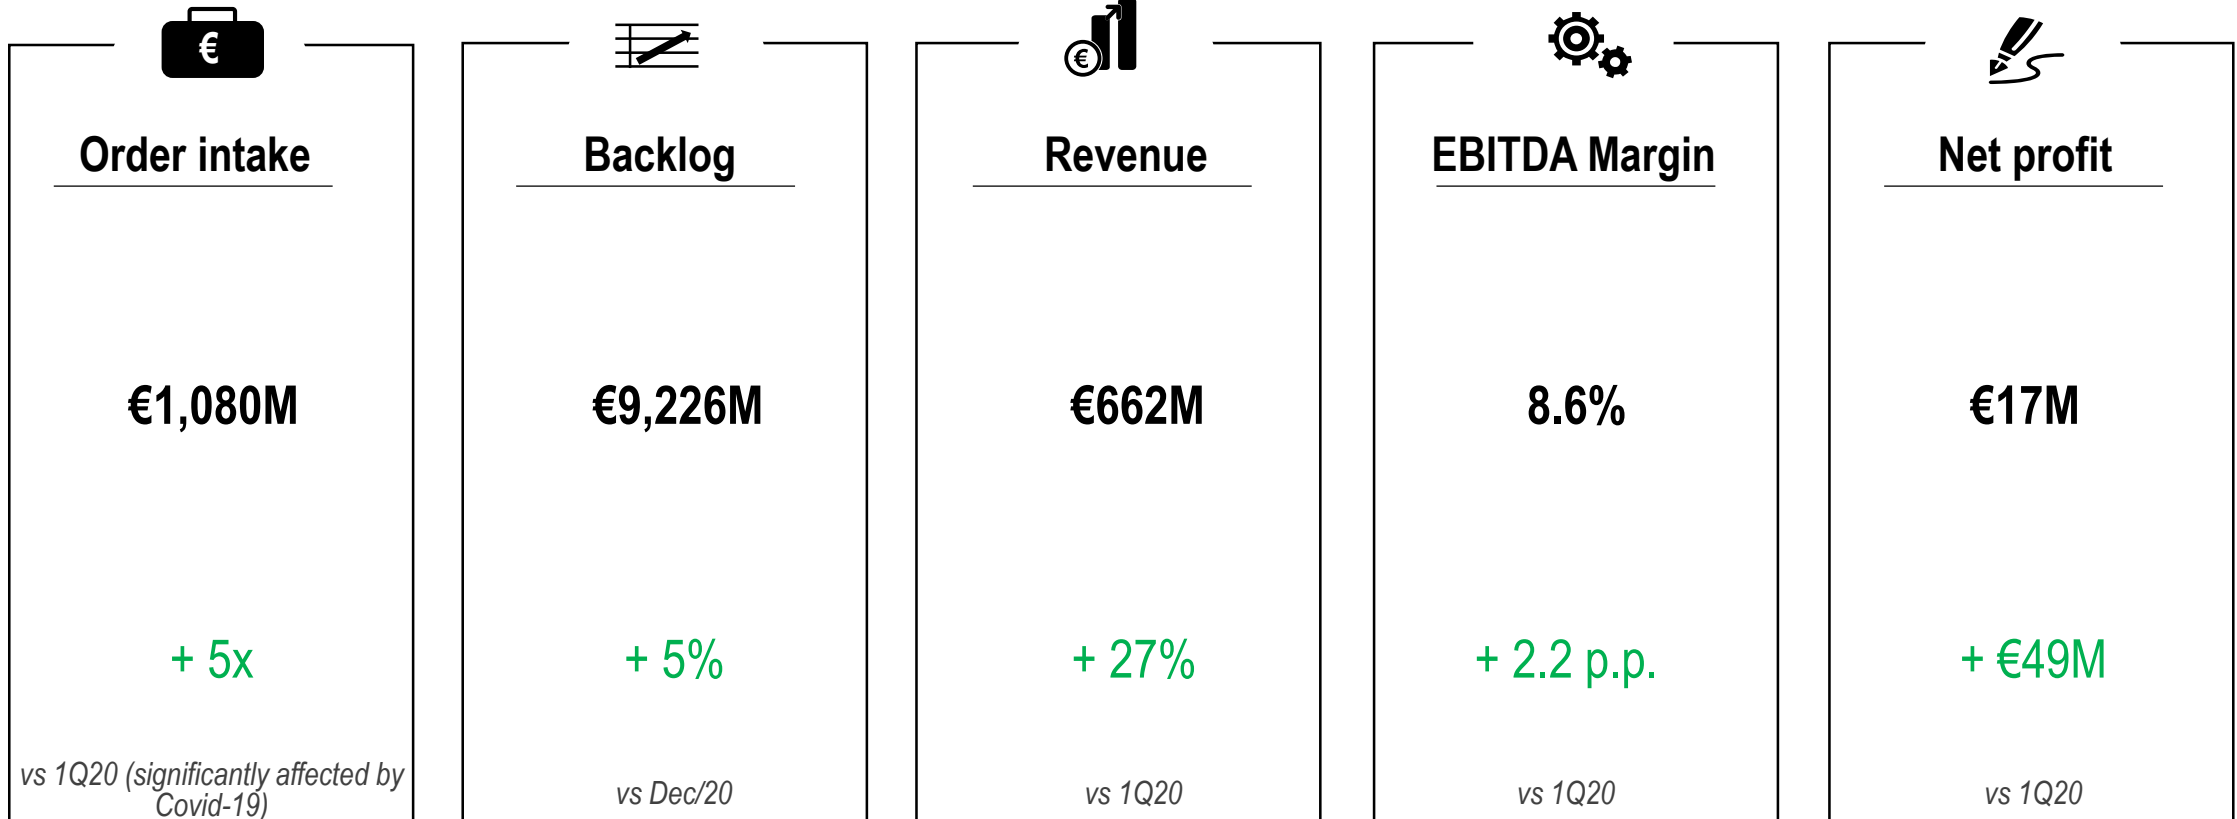 €
€
Order intake
Backlog
Revenue
EBITDA Margin
Net profit
€1,080M
€9,226M
€662M
8.6%
€17M
+ 5x
+ 5%
+ 27%
+ 2.2 p.p.
+ €49M
vs 1Q20 (significantly affected by
Covid-19)
vs Dec/20
vs 1Q20
vs 1Q20
vs 1Q20